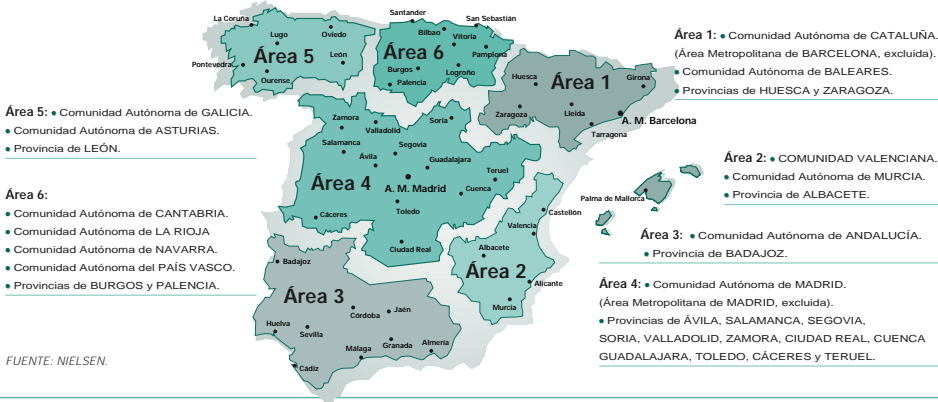 Área 5: • Comunidad Autónoma de GALICIA.
• Comunidad Autónoma de ASTURIAS.
• Provincia de LEÓN.
Área 6:
• Comunidad Autónoma de CANTABRIA.
• Comunidad Autónoma de LA RIOJA
• Comunidad Autónoma de NAVARRA.
• Comunidad Autónoma del PAÍS VASCO.
• Provincias de BURGOS y PALENCIA.
FUENTE: NIELSEN.
La Coruña
Lugo
Oviedo
Área 5
León
Pontevedra
Ourense
Santander
San Sebastián
Bilbao
Vitoria
Área 6
Pamplona
Burgos
Logroño
Palencia
Huesca
Área 1
Girona
Zaragoza
Lleida
A. M. Barcelona
Tarragona
Zamora
Valladolid
Soria
Salamanca
Segovia
Ávila
Guadalajara
Teruel
Área 4
A. M. Madrid
Cuenca
Toledo
Cáceres
Ciudad Real
Castellón
Valencia
Albacete
Área 2
Alicante
Murcia
Palma de Mallorca
Badajoz
Área 3
Jaén
Córdoba
Huelva
Sevilla
Granada
Almería
Málaga
Cádiz
Área 1: • Comunidad Autónoma de CATALUÑA.
(Área Metropolitana de BARCELONA, excluida).
• Comunidad Autónoma de BALEARES.
• Provincias de HUESCA y ZARAGOZA.
Área 2: • COMUNIDAD VALENCIANA.
• Comunidad Autónoma de MURCIA.
• Provincia de ALBACETE.
Área 3: • Comunidad Autónoma de ANDALUCÍA.
• Provincia de BADAJOZ.
Área 4: • Comunidad Autónoma de MADRID.
(Área Metropolitana de MADRID, excluida).
• Provincias de ÁVILA, SALAMANCA, SEGOVIA,
SORIA, VALLADOLID, ZAMORA, CIUDAD REAL, CUENCA
GUADALAJARA, TOLEDO, CÁCERES y TERUEL.